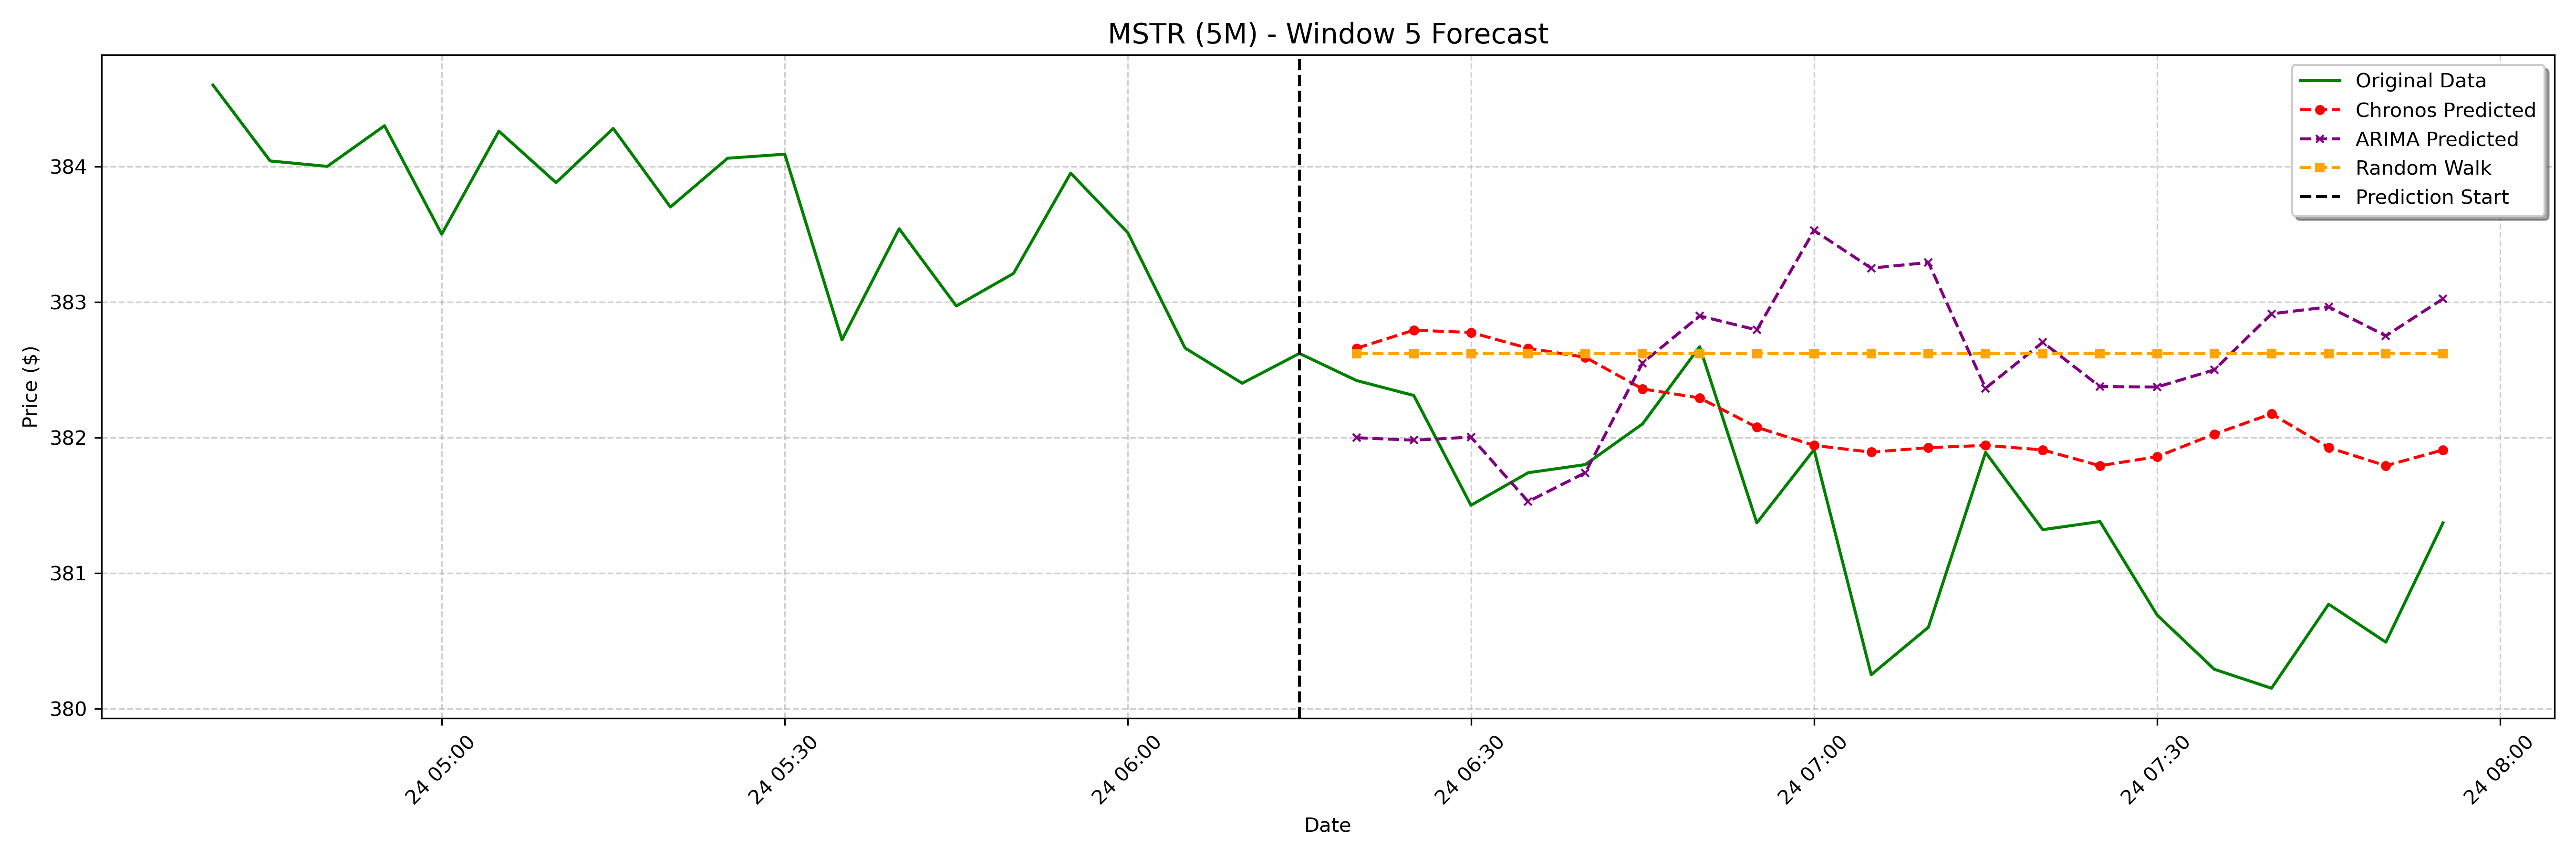 MSTR (5M) - Window 5 Forecast
Price ($)
384
383
382
381
380
Original Data
Chronos Predicted
ARIMA Predicted
Random Walk
Prediction Start
24 05:00
24 05:30
24 06:00
24 06:30
24 07:00
24 07:30
24 08:00
Date